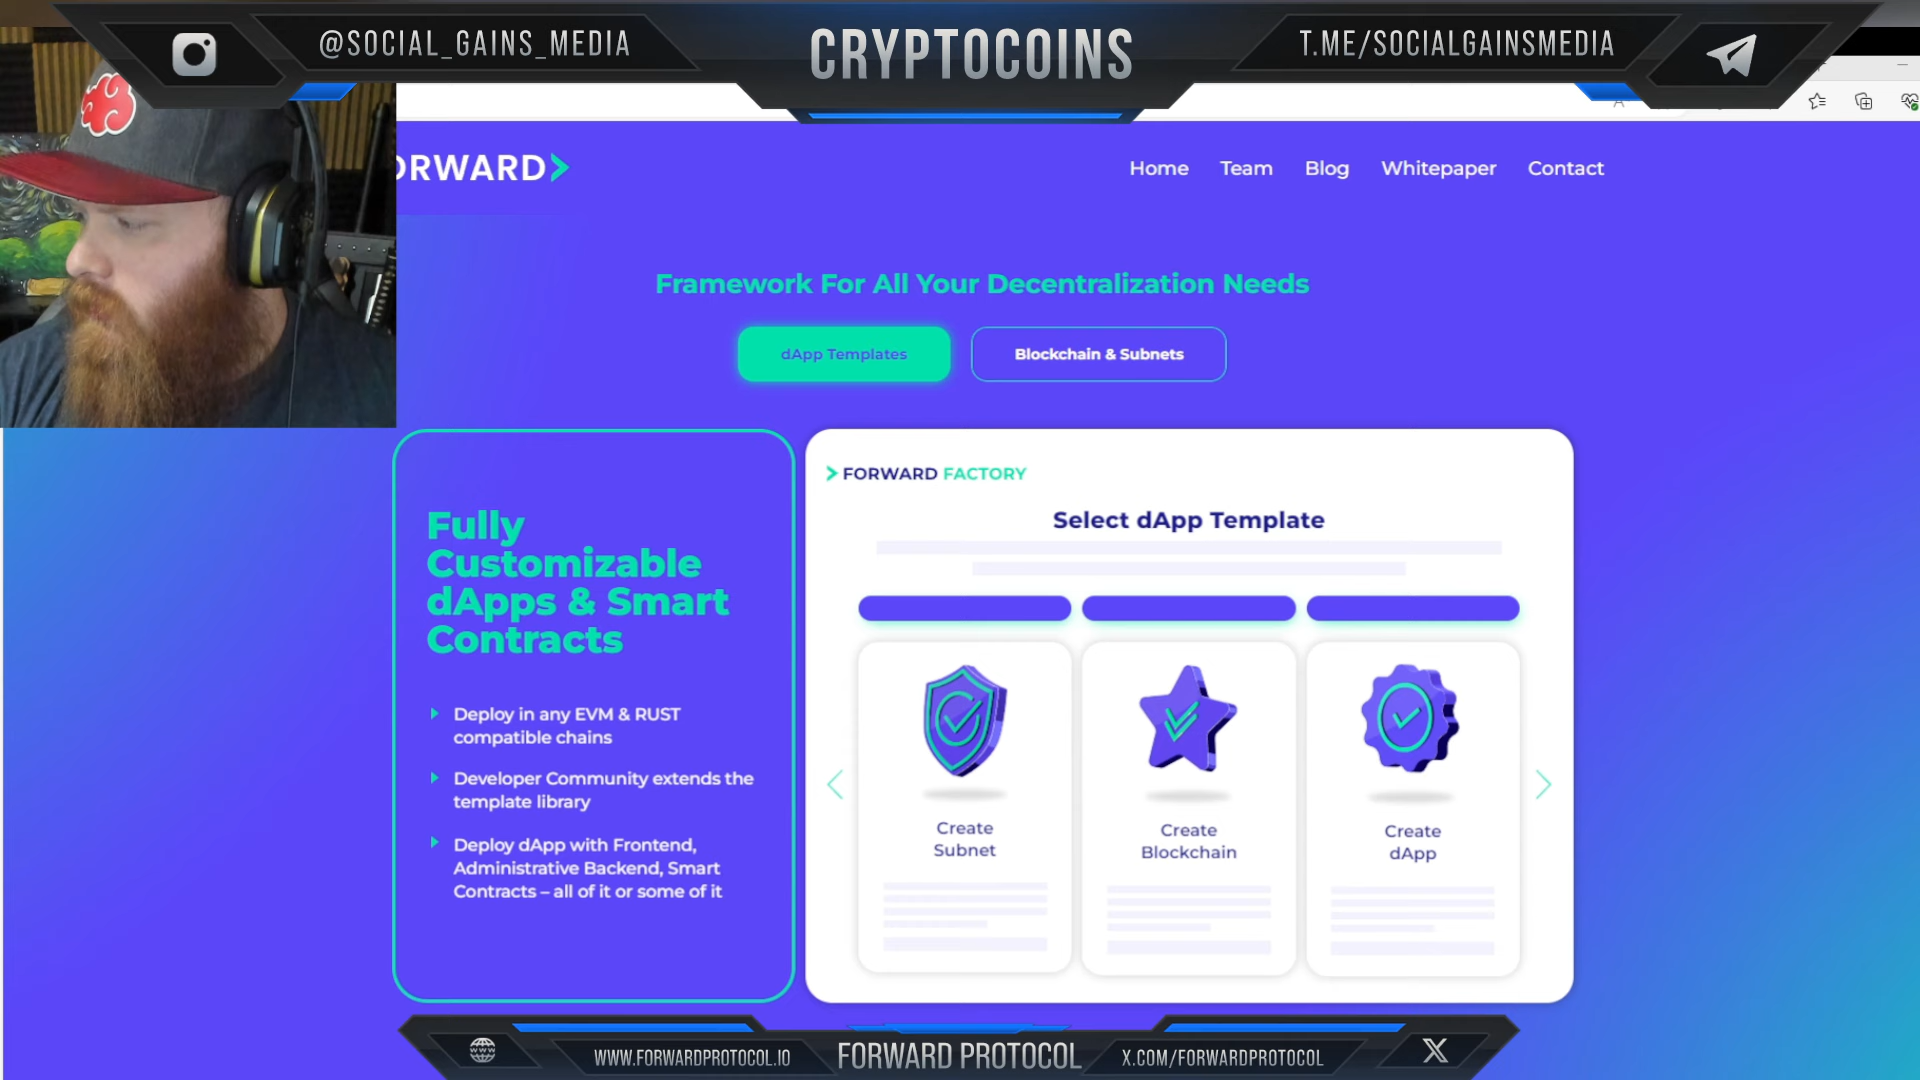 @SOCIAL_GAINS_MEDIA
CRYPTOCOINS
T.ME/SOCIALGAINSMEDIA
ORWARD
Home Team Blog Whitepaper Contact
Framework For All Your Decentralization Needs
dApp Templates
Blockchain & Subnets
Fully
Customizable
dApps & Smart
Contracts
Deploy in any EVM & RUST
compatible chains
Developer Community extends the
template library
Deploy dApp with Frontend,
Administrative Backend, Smart
Contracts – all of it or some of it
FORWARD FACTORY
Select dApp Template
Create
Subnet
Create
Blockchain
Create
dApp
WWW.FORWARDPROTOCOL.IO
FORWARD PROTOCOL
X.COM/FORWARDPROTOCOL